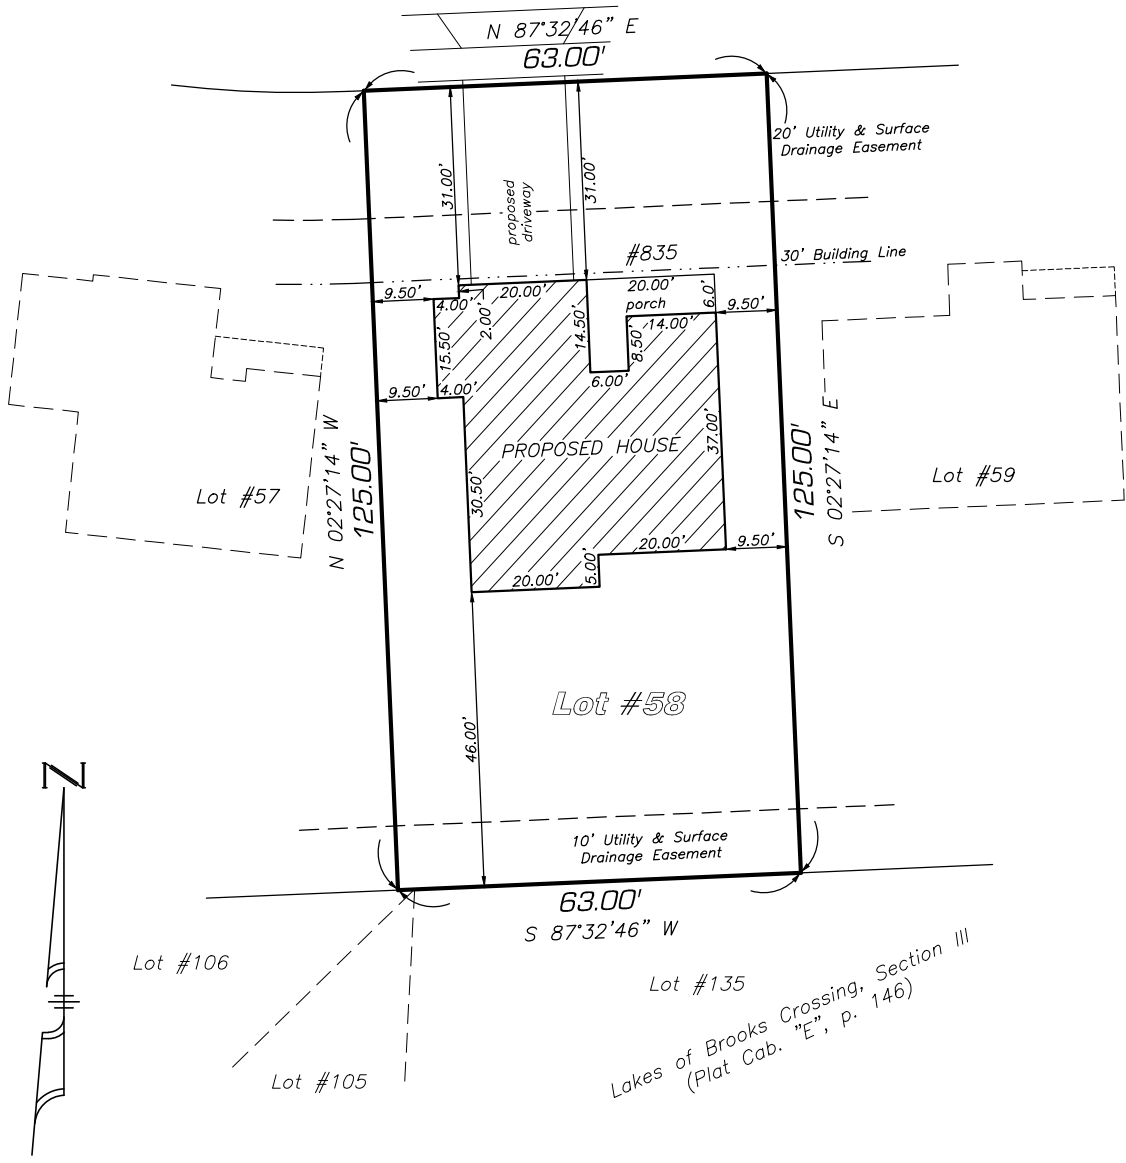 N 87°32'46" E
63.00'
20' Utility & Surface
Drainage Easement
31.00'
proposed
driveway
31.00'
#835
30' Building Line
9.50'
4.00'
20.00'
2.00'
20.00'
porch
6.0'
9.50'
14.50'
14.00'
8.50'
15.50'
6.00'
9.50'
4.00'
PROPOSED HOUSE
37.00'
30.50'
Lot #57
N 02°27'14" W
125.00'
125.00'
S 02°27'14" E
Lot #59
20.00'
9.50'
20.00'
5.00'
Lot #58
46.00'
10' Utility & Surface
Drainage Easement
63.00'
S 87°32'46" W
N
Lot #106
Lot #135
Lot #105
Lakes of Brooks Crossing, Section III
(Plat Cab. "E", p. 146)